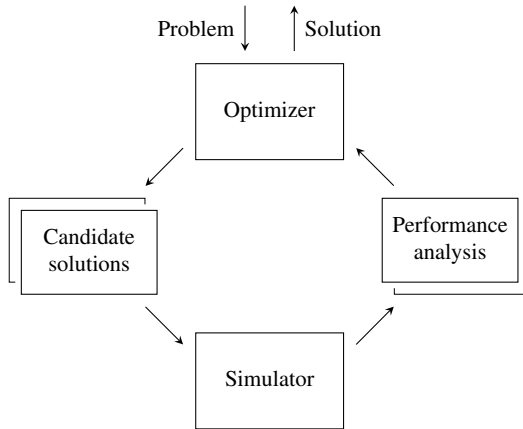 Problem
Solution
Optimizer
Candidate
solutions
Performance
analysis
Simulator